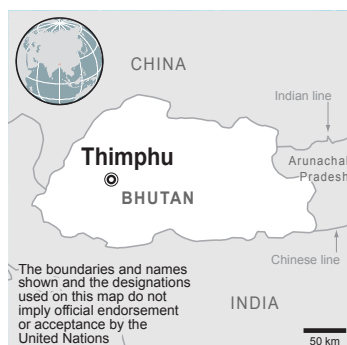 CHINA
Indian line
Thimphu
Arunachal
Pradesh
BHUTAN
Chinese line
The boundaries and names
shown and the designations
used on this map do not
imply official endorsement
or acceptance by the
United Nations
INDIA
50 km